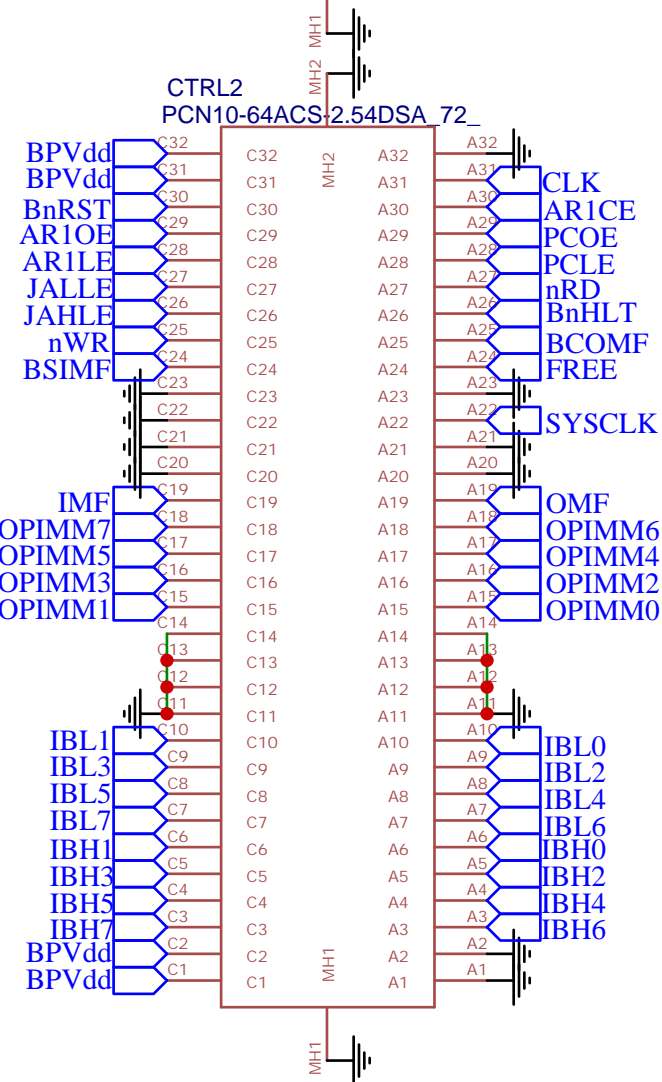 MH1
MH2
CTRL2
PCN10-64ACS-2.54DSA_72_
MH2
BPVdd C32 C32 A32 A32
BPVdd C31 C31 A31 A31 CLK
BnRST C30 C30 A30 A30 AR1CE
AR1OE C29 C29 A29 A29 PCOE
AR1LE C28 C28 A28 A28 PCLE
JALLE C27 C27 A27 A27 nRD
JAHLE C26 C26 A26 A26 BnHLT
nWR C25 C25 A25 A25 BCOMF
BSIMF C24 C24 A24 A24 FREE
C23 C23 A23 A23
C22 C22 A22 A22 SYSCLK
C21 C21 A21 A21
C20 C20 A20 A20
IMF C19 C19 A19 A19 OMF
OPIMM7 C18 C18 A18 A18 OPIMM6
OPIMM5 C17 C17 A17 A17 OPIMM4
OPIMM3 C16 C16 A16 A16 OPIMM2
OPIMM1 C15 C15 A15 A15 OPIMM0
C14 C14 A14 A14
C13 C13 A13 A13
C12 C12 A12 A12
C11 C11 A11 A11
IBL1 C10 C10 A10 A10 IBL0
IBL3 C9 C9 A9 A9 IBL2
IBL5 C8 C8 A8 A8 IBL4
IBL7 C7 C7 A7 A7 IBL6
IBH1 C6 C6 A6 A6 IBH0
IBH3 C5 C5 A5 A5 IBH2
IBH5 C4 C4 A4 A4 IBH4
IBH7 C3 C3 A3 A3 IBH6
BPVdd C2 C2 A2 A2
BPVdd C1 C1 A1 A1
MH1
MH1